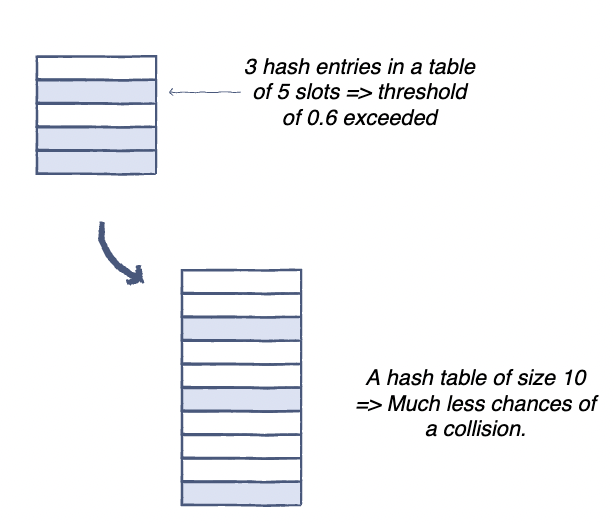 3 hash entries in a table
of 5 slots => threshold
of 0.6 exceeded
A hash table of size 10
=> Much less chances of
a collision.